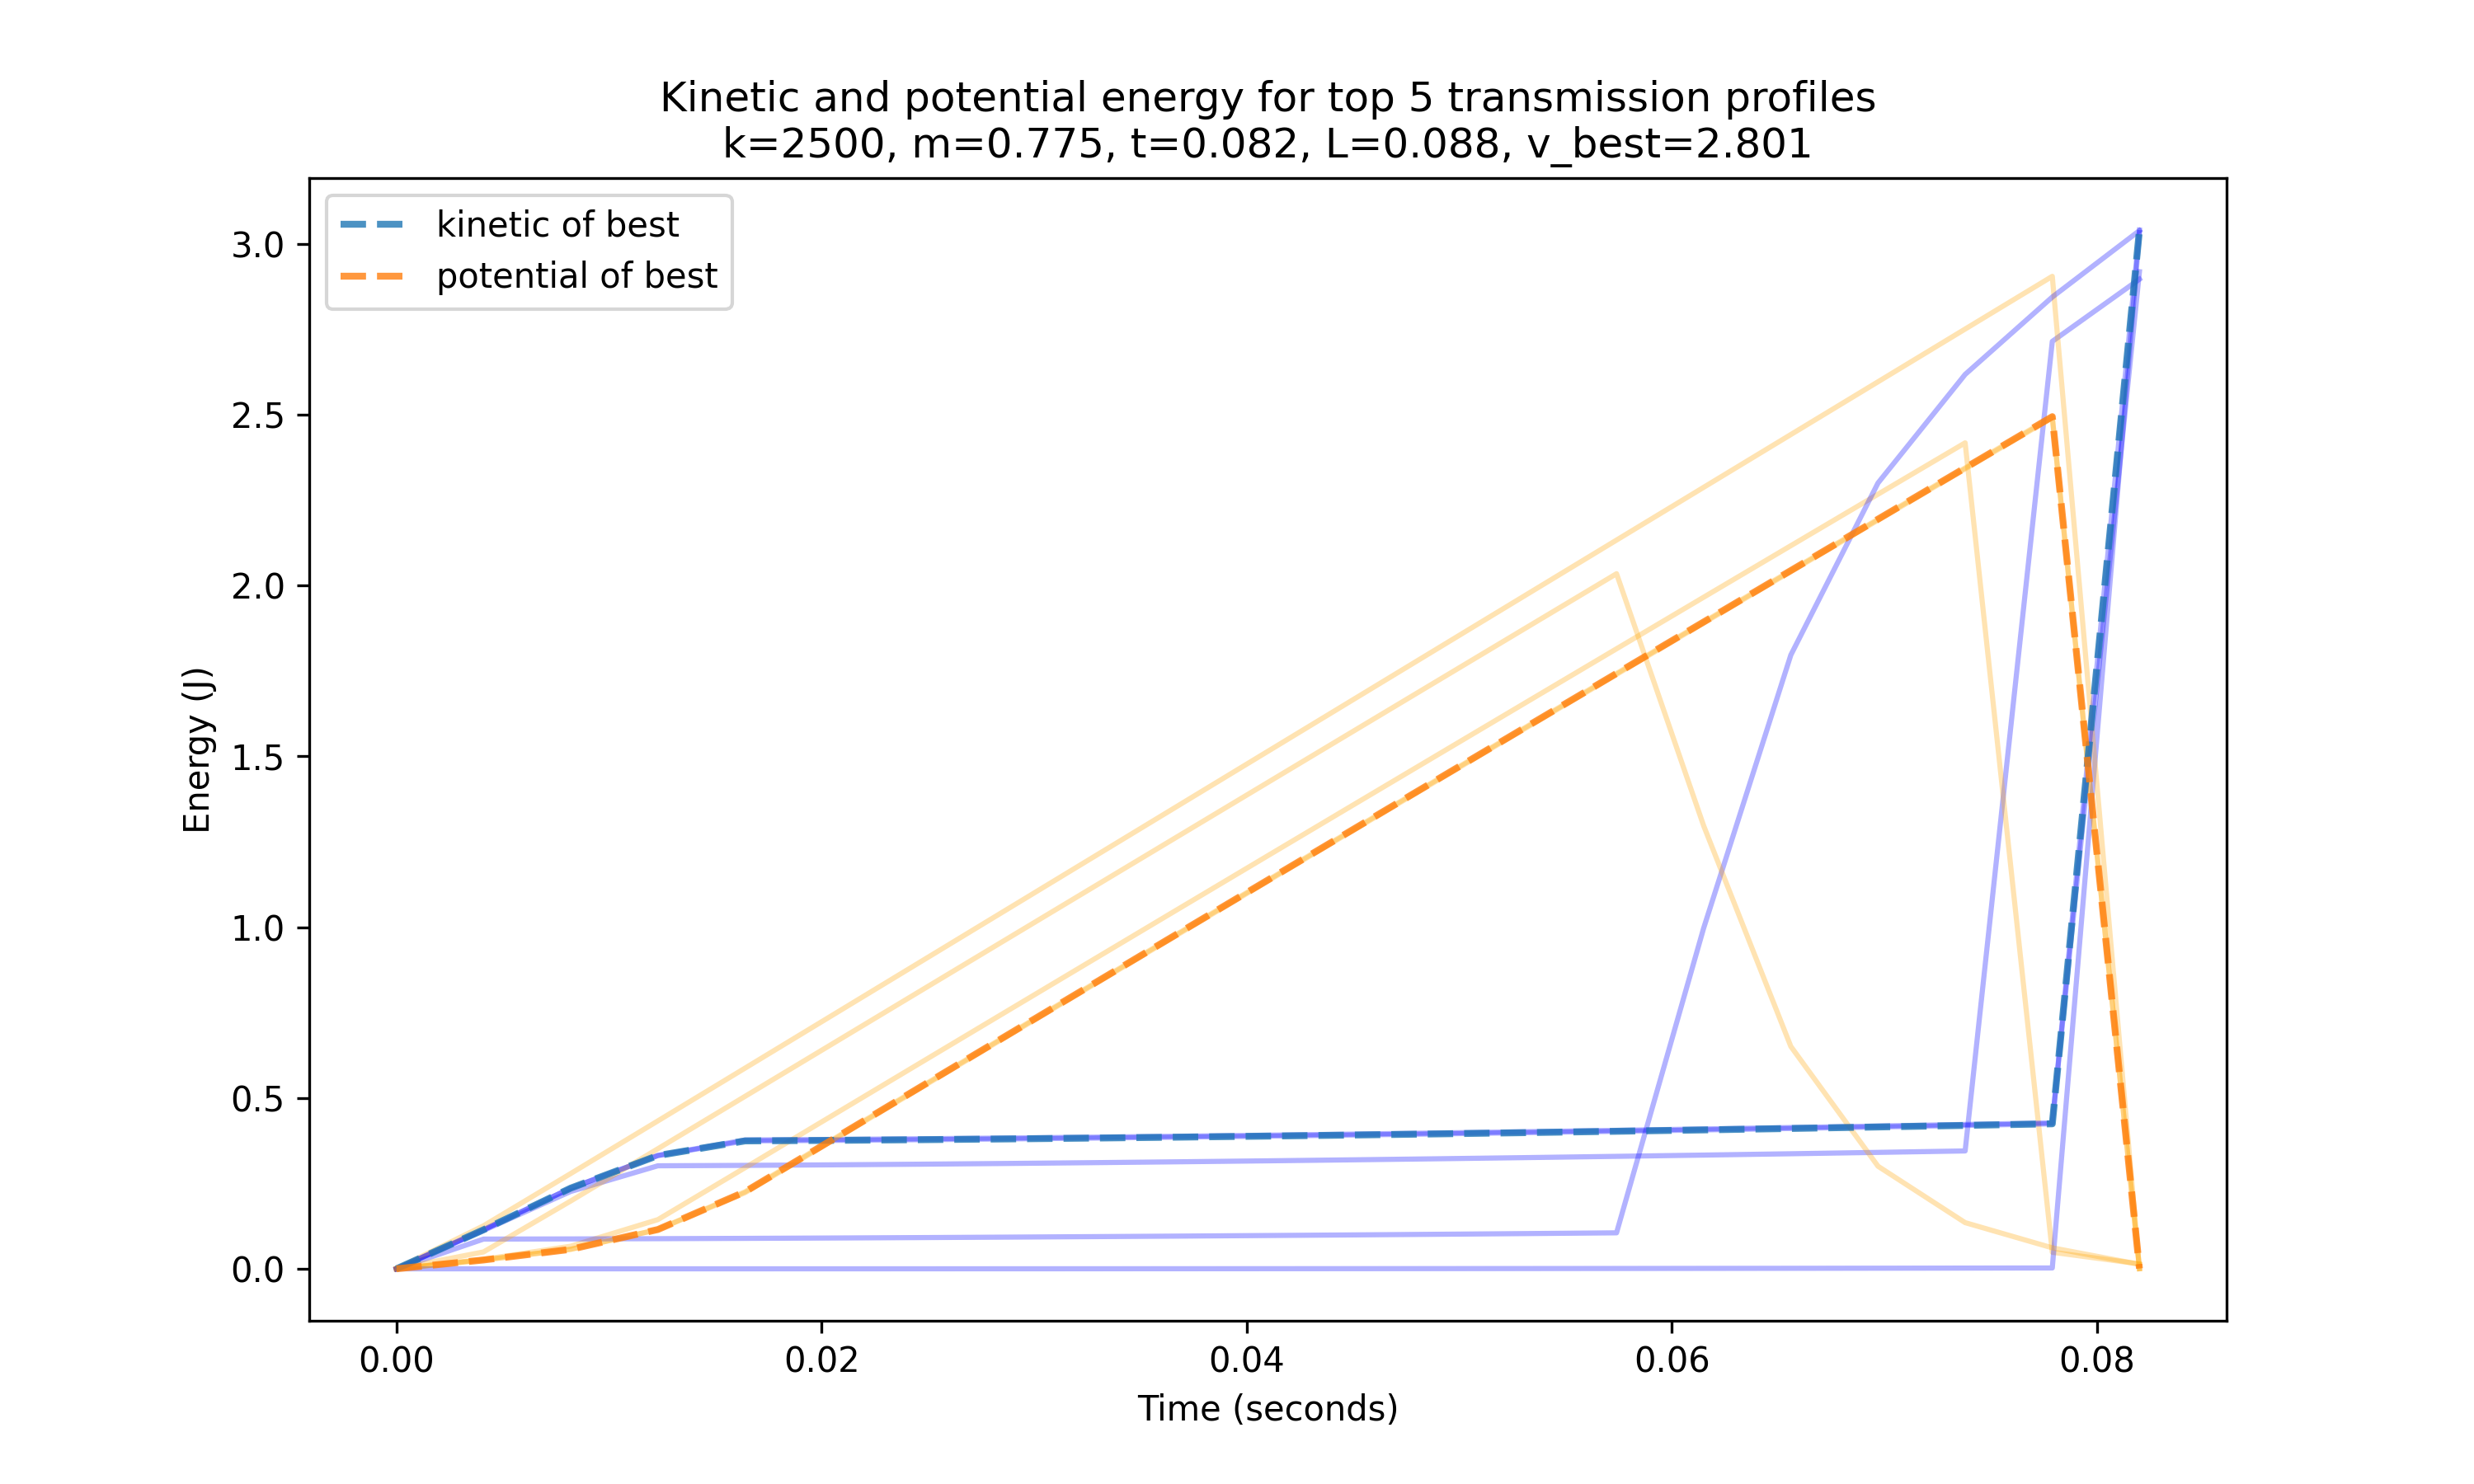 Kinetic and potential energy for top 5 transmission profiles
k=2500, m=0.775, t=0.082, L=0.088, v_best=2.801
kinetic of best
potential of best
3.0
2.5
2.0
1.5
1.0
0.5
0.0
Energy (J)
0.00 0.02 0.04 0.06 0.08
Time (seconds)